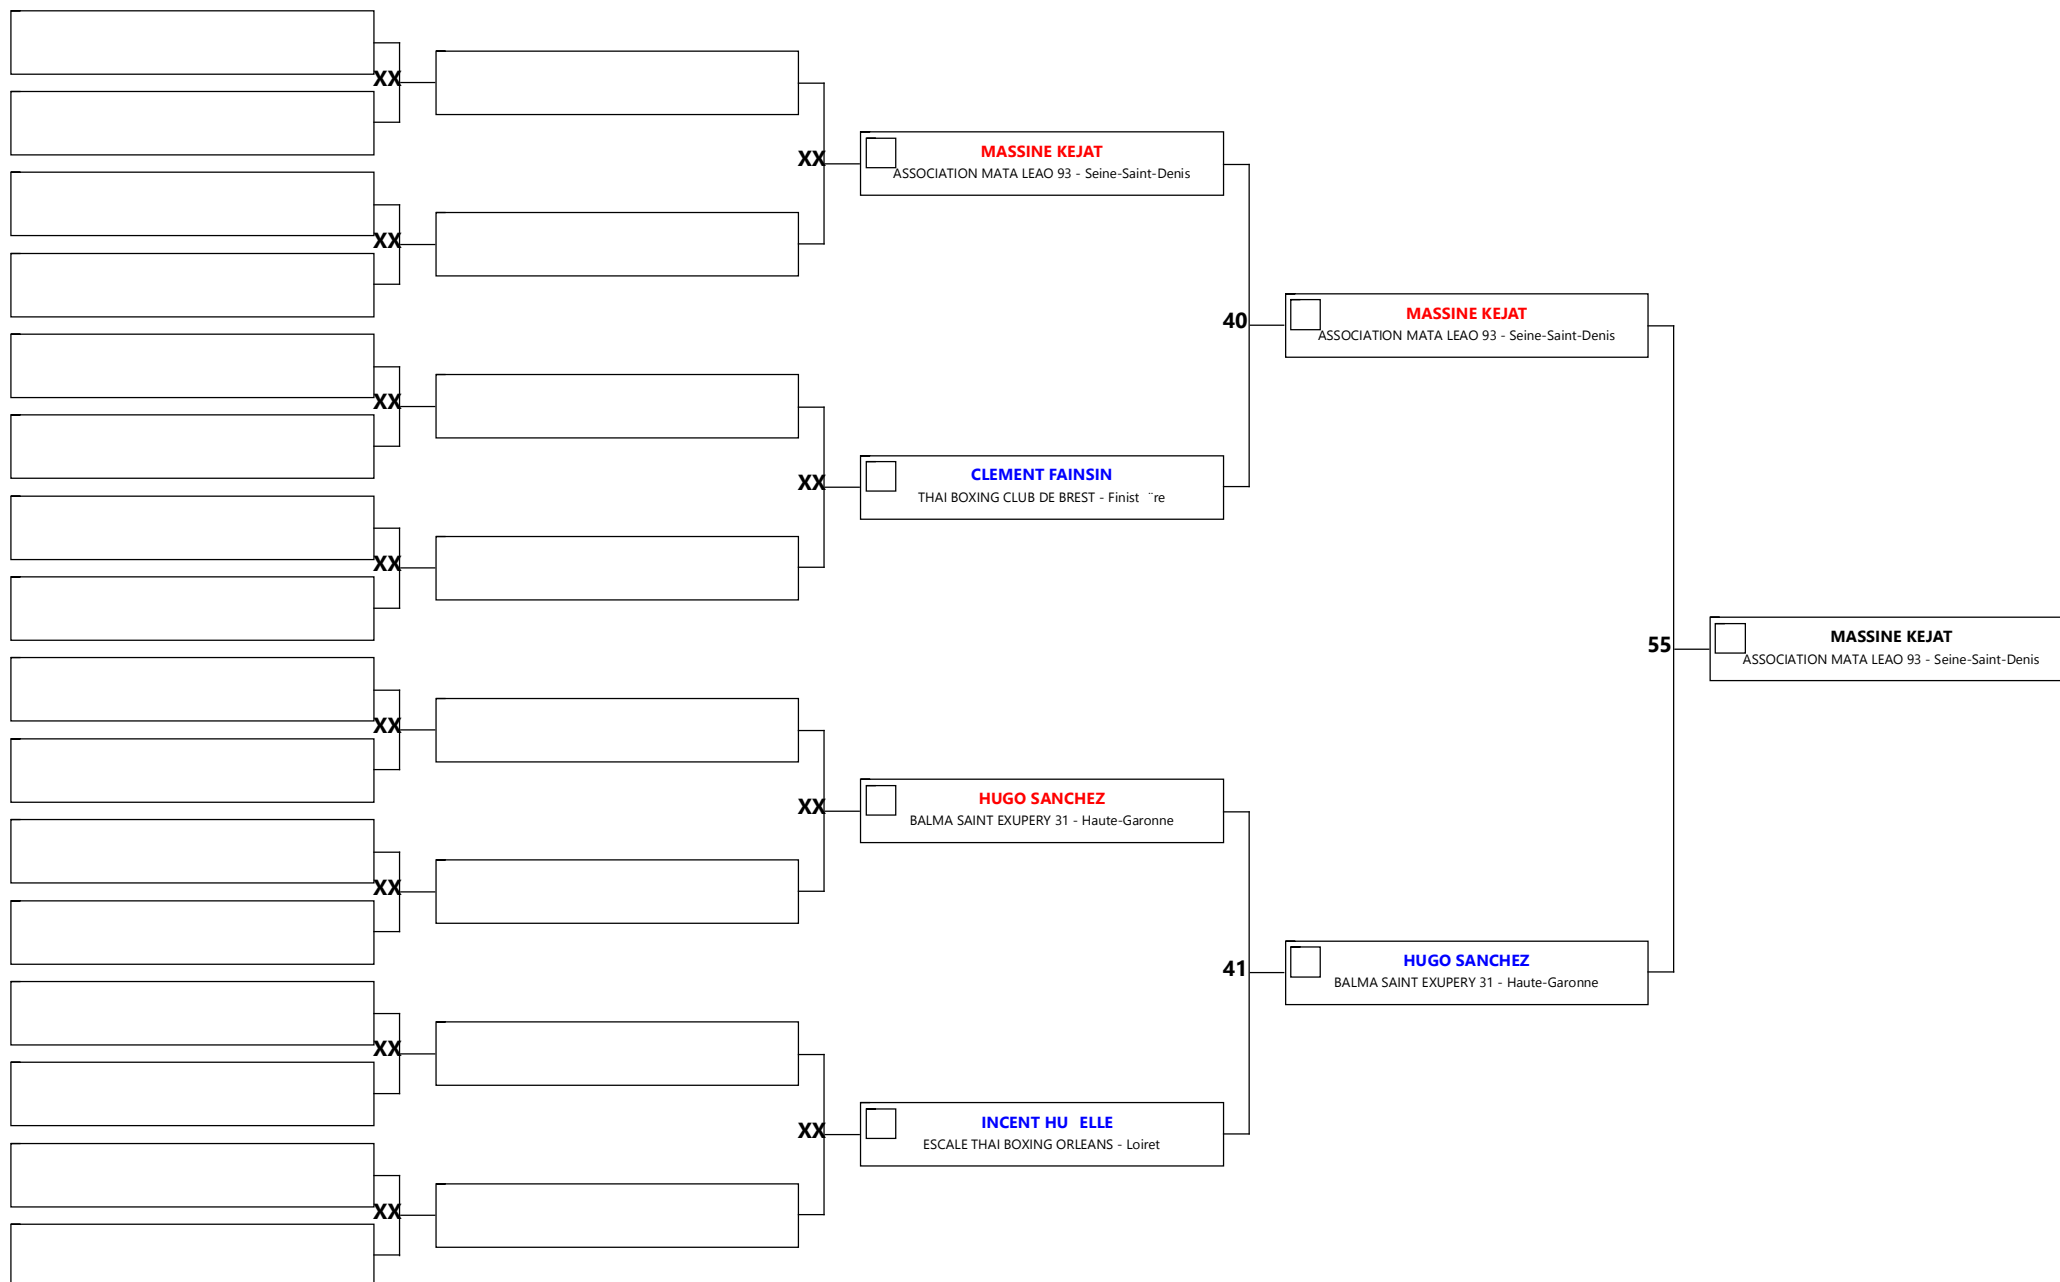 XX
XX
XX
XX
XX
XX
XX
XX
XX
XX
XX
XX
MASSINE KEJAT
ASSOCIATION MATA LEAO 93 - Seine-Saint-Denis
CLEMENT FAINSIN
THAI BOXING CLUB DE BREST - Finist ¨re
HUGO SANCHEZ
BALMA SAINT EXUPERY 31 - Haute-Garonne
INCENT HU ELLE
ESCALE THAI BOXING ORLEANS - Loiret
40
41
MASSINE KEJAT
ASSOCIATION MATA LEAO 93 - Seine-Saint-Denis
HUGO SANCHEZ
BALMA SAINT EXUPERY 31 - Haute-Garonne
55
MASSINE KEJAT
ASSOCIATION MATA LEAO 93 - Seine-Saint-Denis